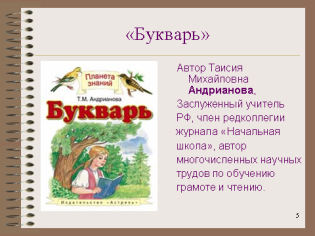 «Букварь»
Планета
знаний
Т.М. Андрианова
Букварь
Издательство «Астрель»
Автор Таисия
Михайловна
Андрианова,
Заслуженный учитель
РФ, член редколлегии
журнала «Начальная
школа», автор
многочисленных научных
трудов по обучению
грамоте и чтению.
5